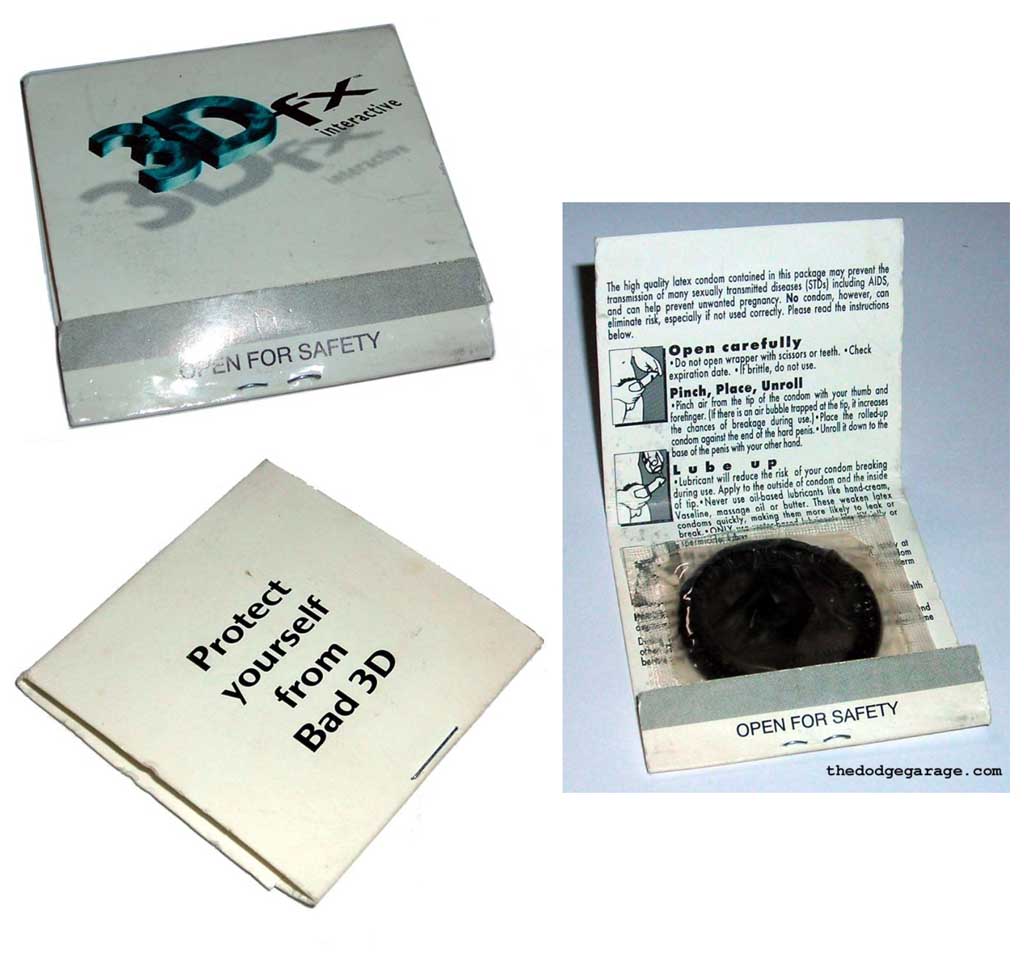 3Dfx
interactive
3Dfx
interactive
OPEN FOR SAFETY
Protect
yourself
from
Bad 3D
The high quality latex condom contained in this package may prevent the
transmission of many sexually transmitted diseases (STDs) including AIDS,
and can help prevent unwanted pregnancy. No condom, however, can
eliminate risk, especially if not used correctly. Please read the instructions
below.
Open carefully
•Do not open wrapper with scissors or teeth. •Check
expiration date. •If brittle, do not use.
Pinch, Place, Unroll
•Pinch air from the tip of the condom with your thumb and
forefinger. (If there is an air bubble trapped at the tip, it increases
the chances of breakage during use.) •Place the rolled-up
condom against the end of the hard penis. •Unroll it down to the
base of the penis with your other hand.
Lube up
•Lubricant will reduce the risk of your condom breaking
during use. Apply to the outside of condom and the inside
of tip. •Never use oil-based lubricants like hand-cream,
Vaseline, massage oil or butter. These weaken latex
condoms quickly, making them more likely to leak or
break. •ONLY use water-based lubricants
at
OPEN FOR SAFETY
thedodgegarage.com